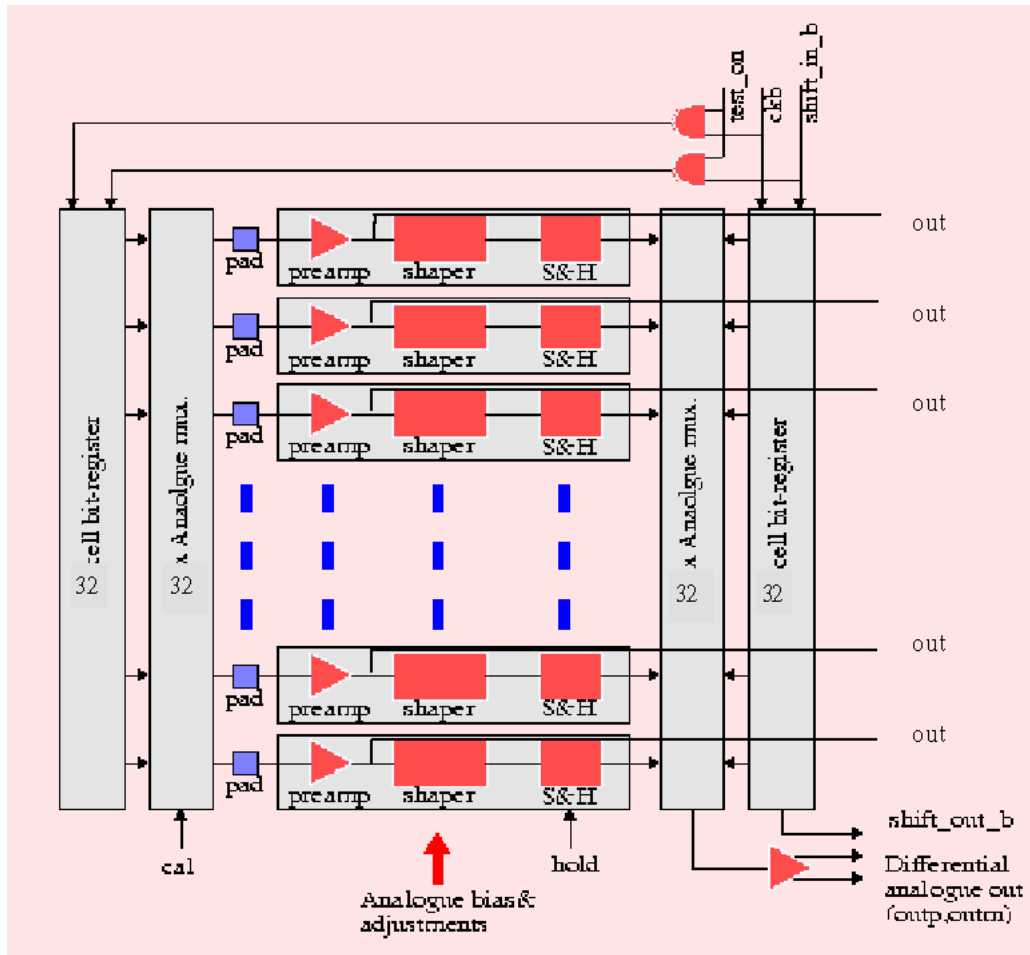 test_on
ckb
shift_in_b
out
pad
preamp
shaper
S&H
out
pad
preamp
shaper
S&H
out
pad
preamp
shaper
S&H
32 cell bit-register
32 x Anaolgue mux.
32 x Anaolgue mux.
32 cell bit-register
out
pad
preamp
shaper
S&H
out
pad
preamp
shaper
S&H
cal
hold
shift_out_b
Analogue bias&
adjustments
Differential
analogue out
(outp,outm)